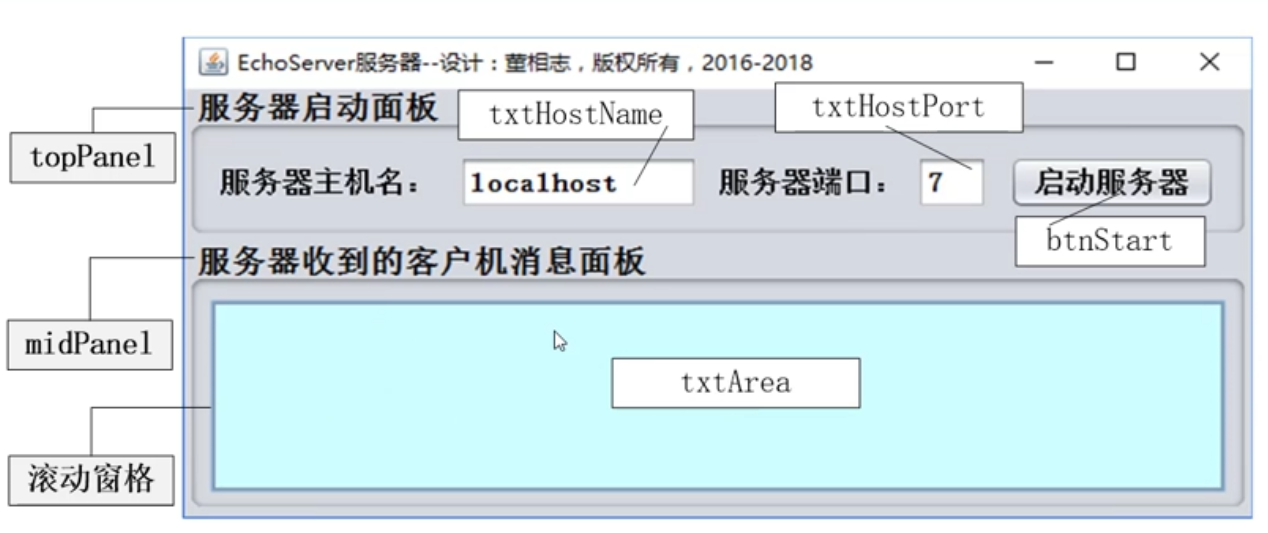 EchoServer服务器--设计：董相志，版权所有，2016-2018
服务器启动面板
txtHostName
txtHostPort
topPanel
服务器主机名：
localhost
服务器端口：
7
启动服务器
btnStart
服务器收到的客户机消息面板
midPanel
txtArea
滚动窗格